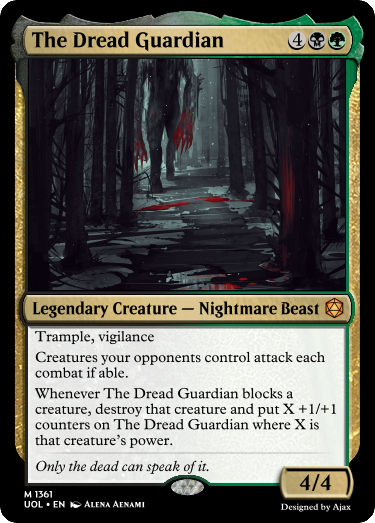 The Dread Guardian 4
Legendary Creature — Nightmare Beast
Trample, vigilance
Creatures your opponents control attack each
combat if able.
Whenever The Dread Guardian blocks a
creature, destroy that creature and put X +1/+1
counters on The Dread Guardian where X is
that creature's power.
Only the dead can speak of it.
4/4
M 1361
UOL • EN Alena Aenami
Designed by Ajax